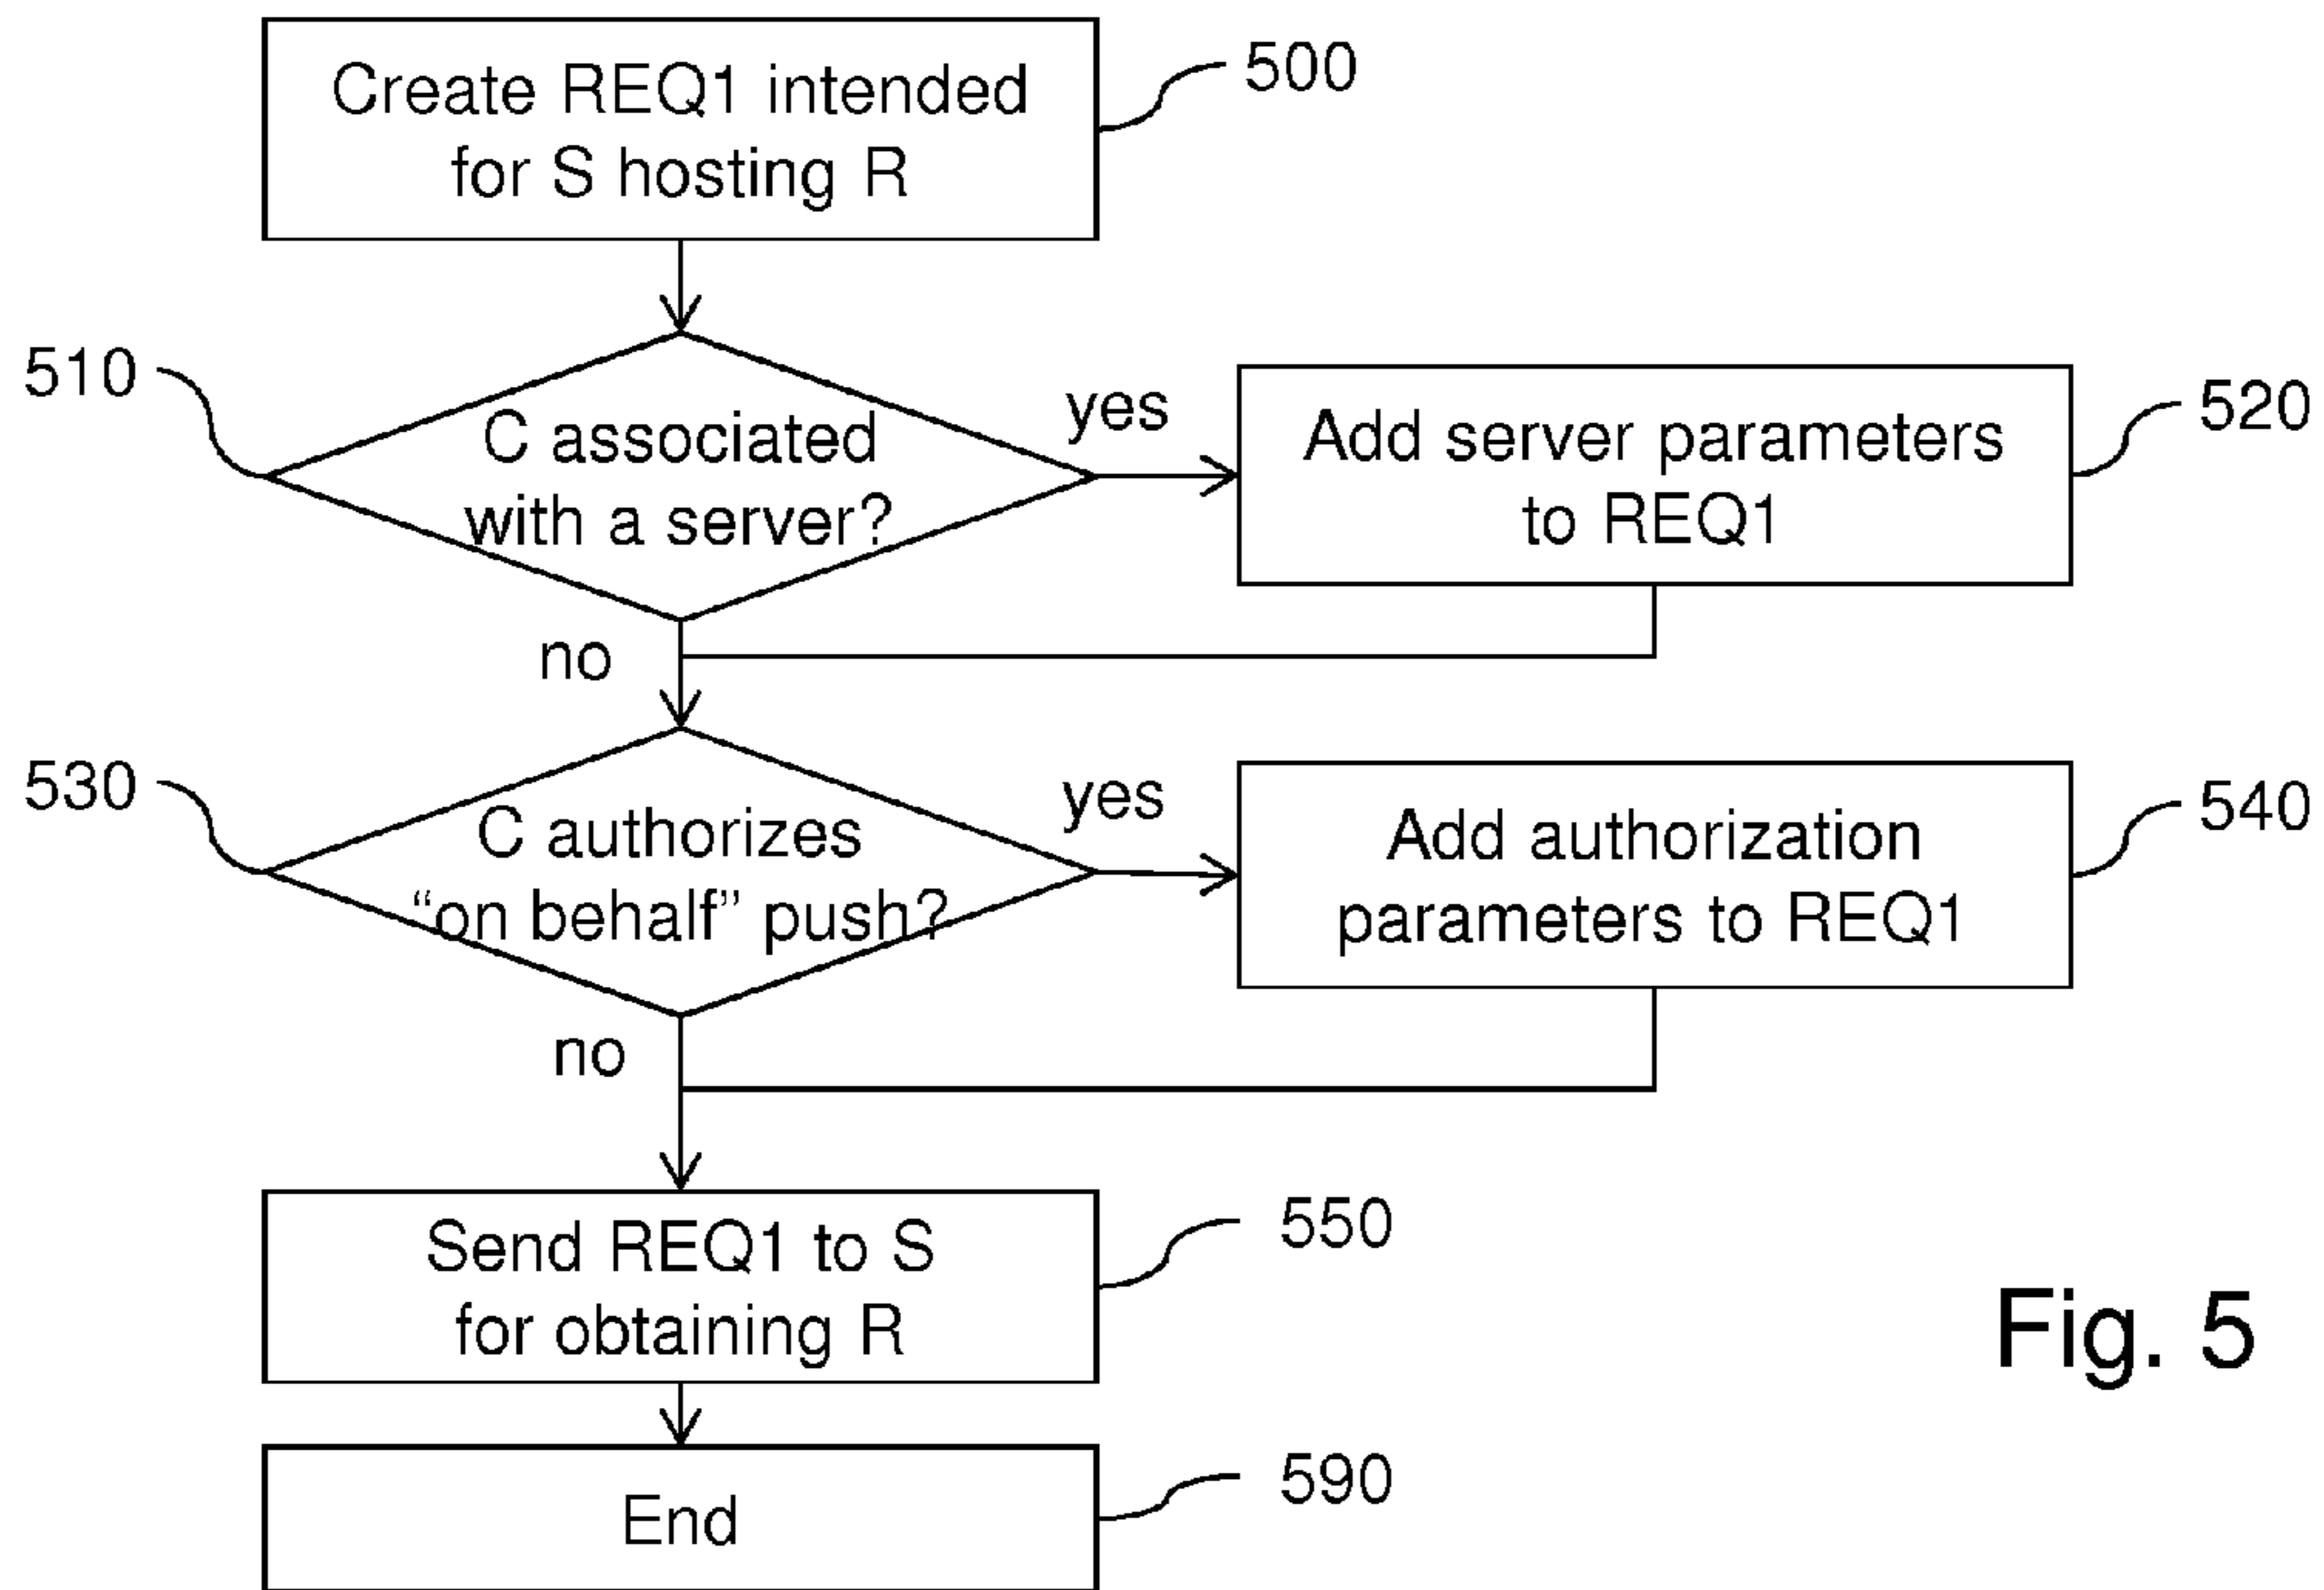 Create REQ1 intended
for S hosting R
500
510
C associated
with a server?
yes
Add server parameters
to REQ1
520
no
530
C authorizes
“on behalf” push?
yes
Add authorization
parameters to REQ1
540
no
Send REQ1 to S
for obtaining R
550
Fig. 5
End
590